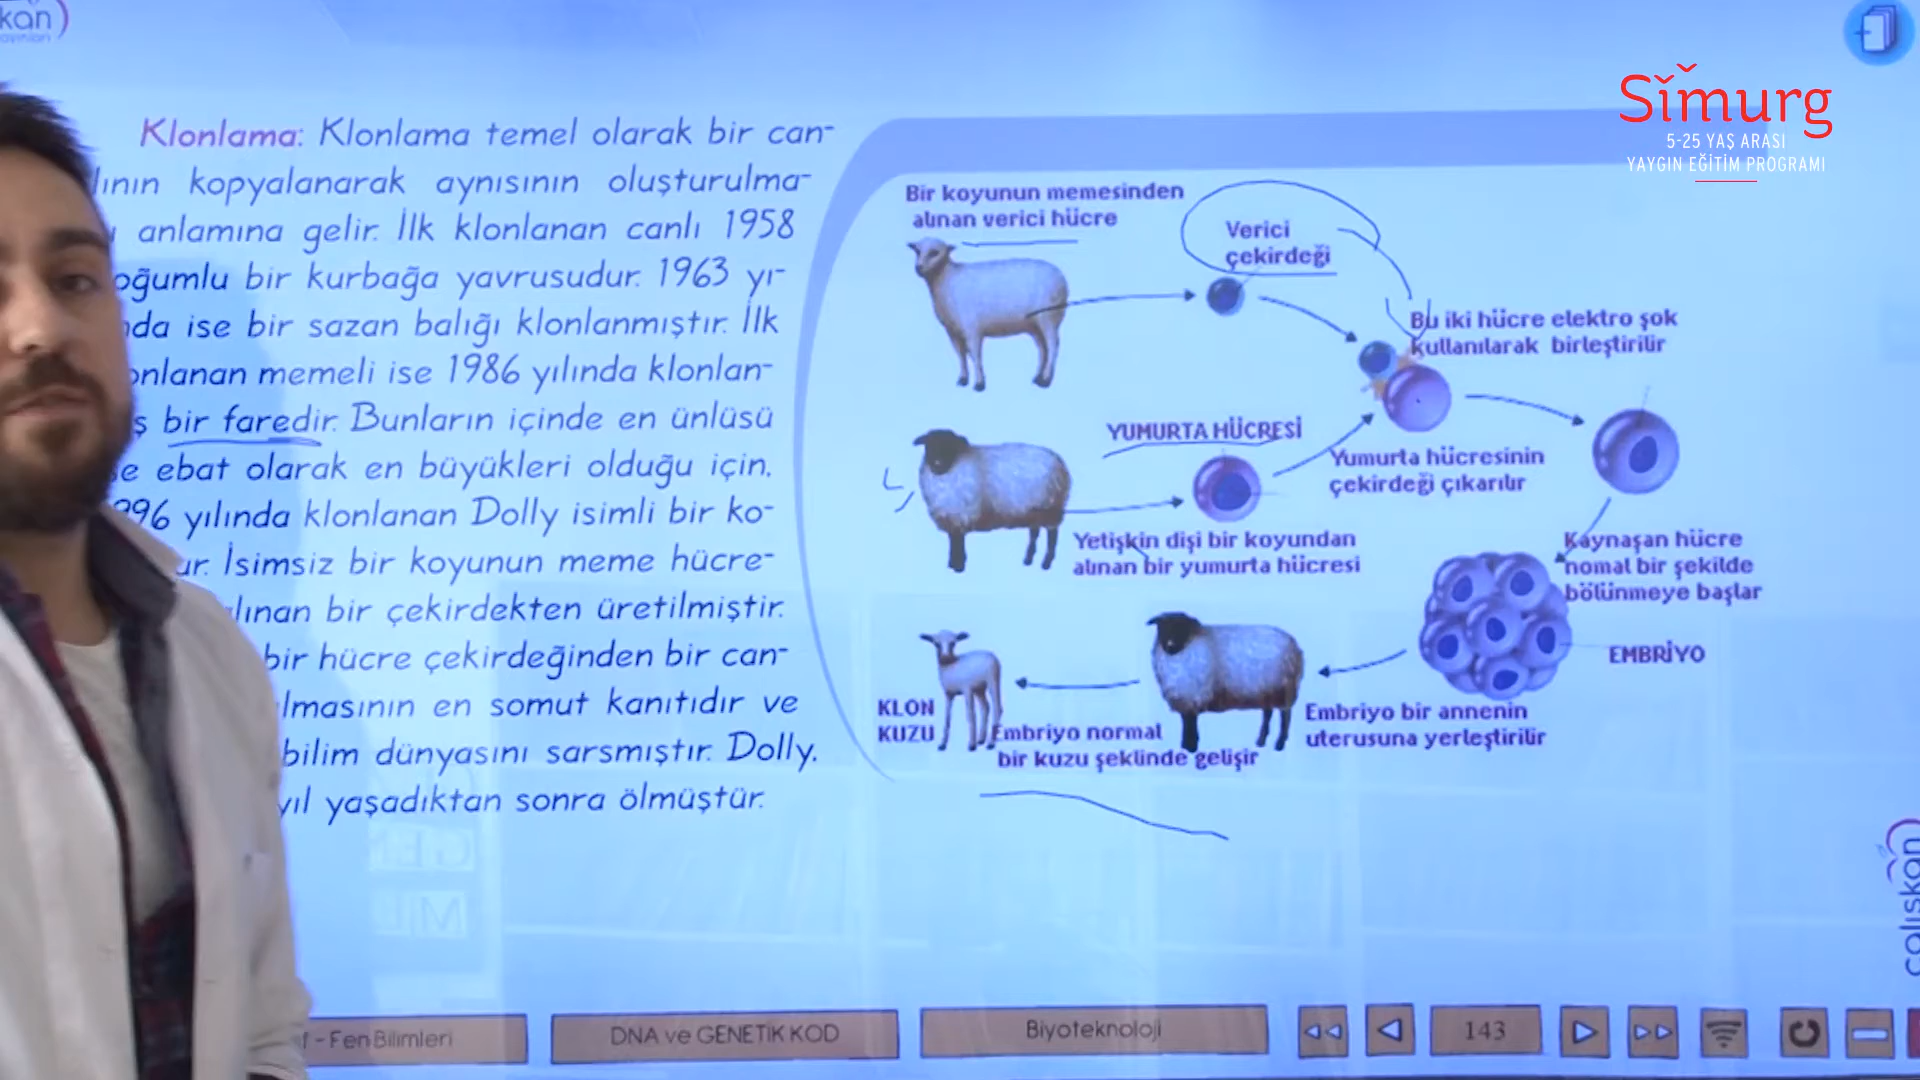 kan
Simurg
5-25 YAŞ ARASI
YAYGIN EĞİTİM PROGRAMI
Klonlama: Klonlama temel olarak bir can-
lının kopyalanarak aynısının oluşturulma-
anlamına gelir. İlk klonlanan canlı 1958
oğumlu bir kurbağa yavrusudur. 1963 yı-
nda ise bir sazan balığı klonlanmıştır. İlk
onlanan memeli ise 1986 yılında klonlan-
ş bir faredir. Bunların içinde en ünlüsü
se ebat olarak en büyükleri olduğu için,
996 yılında klonlanan Dolly isimli bir ko-
ur. İsimsiz bir koyunun meme hücre-
lınan bir çekirdekten üretilmiştir.
bir hücre çekirdeğinden bir can-
lmasının en somut kanıtıdır ve
bilim dünyasını sarsmıştır. Dolly,
yıl yaşadıktan sonra ölmüştür.
Bir koyunun memesinden
alınan verici hücre
Verici
çekirdeği
Bu iki hücre elektro şok
kullanılarak birleştirilir
YUMURTA HÜCRESİ
Yumurta hücresinin
çekirdeği çıkarılır
Yetişkin dişi bir koyundan
alınan bir yumurta hücresi
Kaynaşan hücre
nomal bir şekilde
bölünmeye başlar
EMBRİYO
Embriyo bir annenin
uterusuna yerleştirilir
KLON
KUZU
Embriyo normal
bir kuzu şeklinde gelişir
çalışkan
f - Fen Bilimleri
DNA ve GENETİK KOD
Biyoteknoloji
143